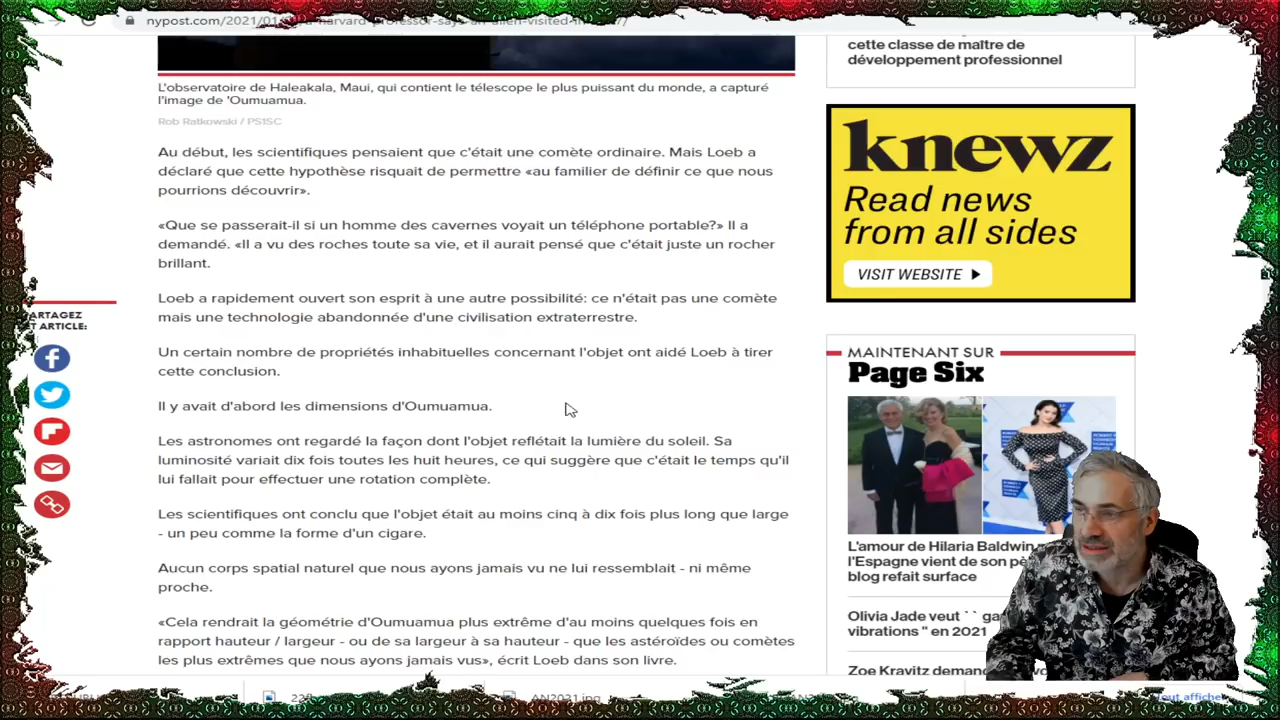 L'observatoire de Haleakala, Maui, qui contient le télescope le plus puissant du monde, a capturé
l'image de 'Oumuamua.
Rob Ratkowski / PS1SC
Au début, les scientifiques pensaient que c'était une comète ordinaire. Mais Loeb a
déclaré que cette hypothèse risquait de permettre «au familier de définir ce que nous
pourrions découvrir».
«Que se passerait-il si un homme des cavernes voyait un téléphone portable?» Il a
demandé. «Il a vu des roches toute sa vie, et il aurait pensé que c'était juste un rocher
brillant.
Loeb a rapidement ouvert son esprit à une autre possibilité: ce n'était pas une comète
mais une technologie abandonnée d'une civilisation extraterrestre.
Un certain nombre de propriétés inhabituelles concernant l'objet ont aidé Loeb à tirer
cette conclusion.
Il y avait d'abord les dimensions d'Oumuamua.
Les astronomes ont regardé la façon dont l'objet reflétait la lumière du soleil. Sa
luminosité variait dix fois toutes les huit heures, ce qui suggère que c'était le temps qu'il
lui fallait pour effectuer une rotation complète.
Les scientifiques ont conclu que l'objet était au moins cinq à dix fois plus long que large
- un peu comme la forme d'un cigare.
Aucun corps spatial naturel que nous ayons jamais vu ne lui ressemblait - ni même
proche.
«Cela rendrait la géométrie d'Oumuamua plus extrême d'au moins quelques fois en
rapport hauteur / largeur - ou de sa largeur à sa hauteur - que les astéroïdes ou comètes
les plus extrêmes que nous ayons jamais vus», écrit Loeb dans son livre.
ARTAGEZ
ET ARTICLE:
cette classe de maître de
développement professionnel
knewz
Read news
from all sides
VISIT WEBSITE
MAINTENANT SUR
Page Six
L'amour de Hilaria Baldwin
l'Espagne vient de son
blog refait surface
Olivia Jade veut ``
vibrations '' en 2021
Zoe Kravitz
AN2021.jpg
tout affiche